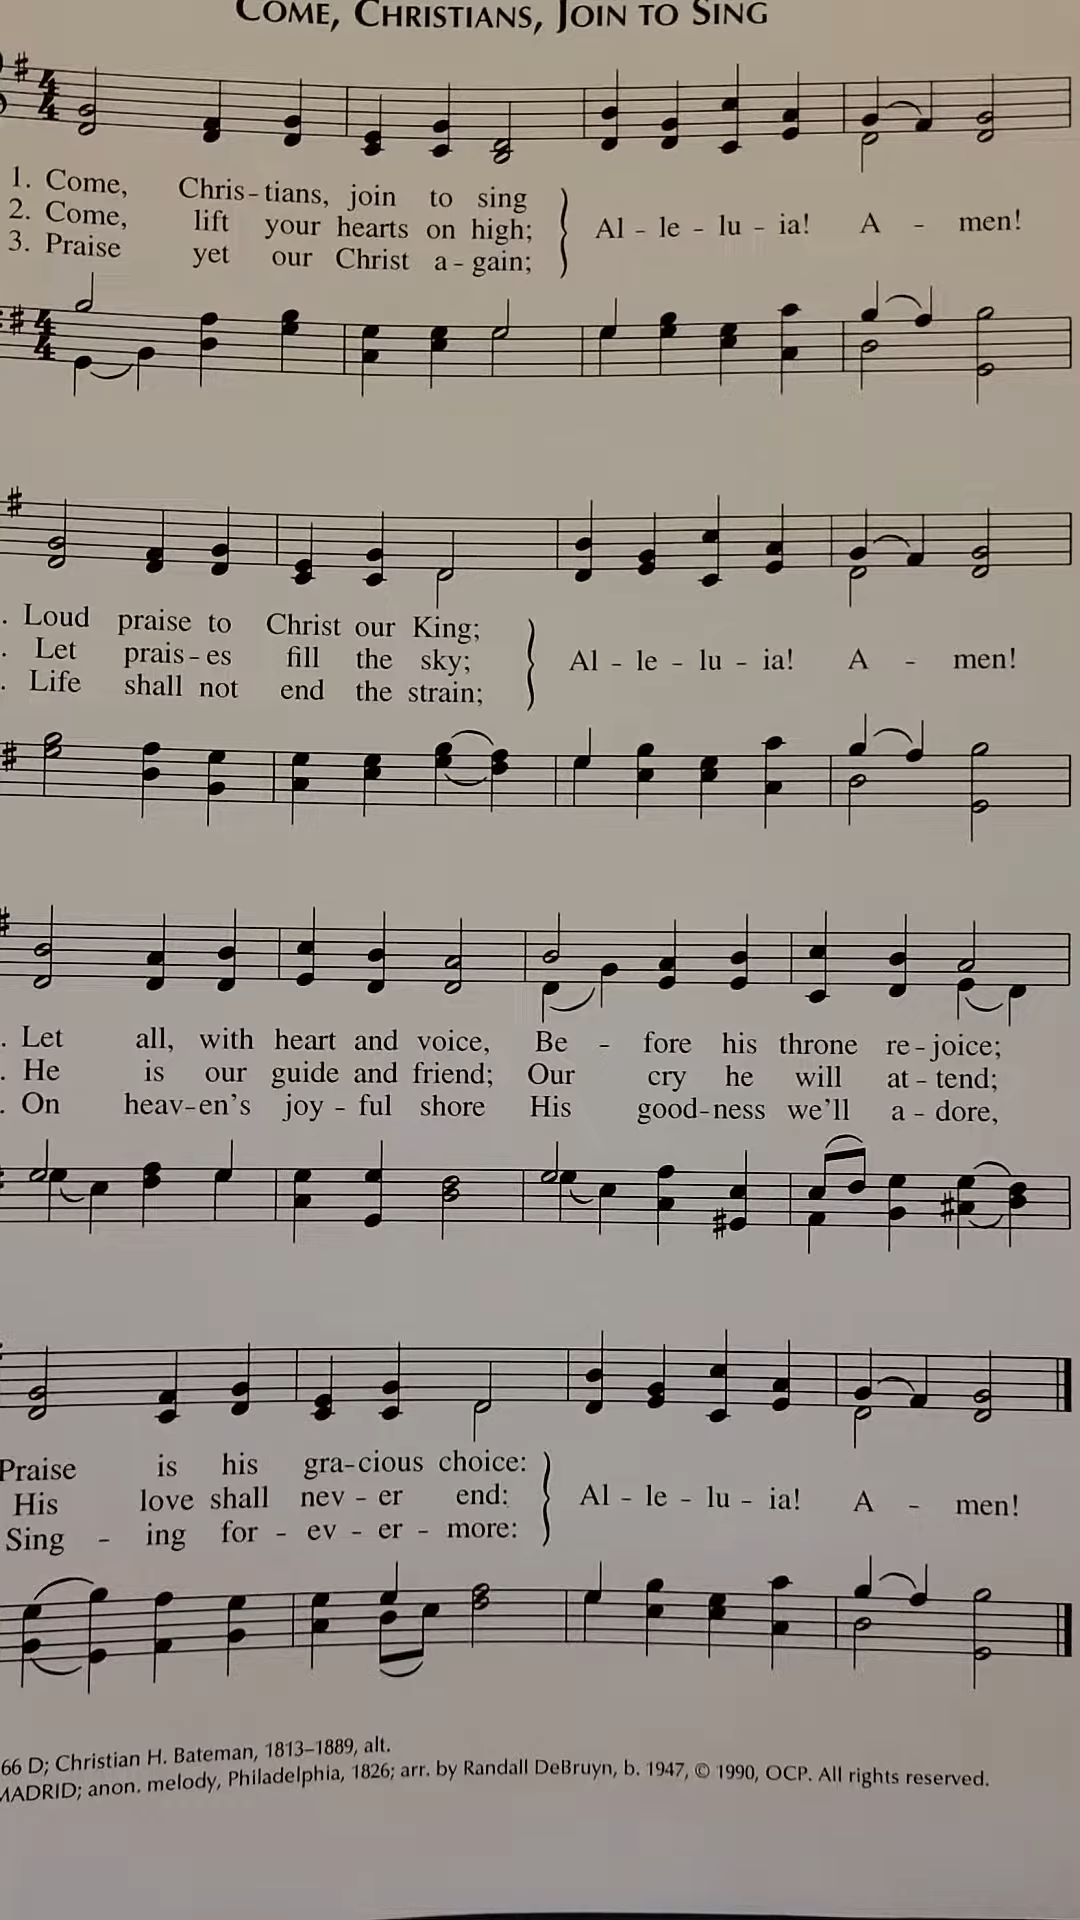 COME, CHRISTIANS, JOIN TO SING
4
4
1. Come, Chris-tians, join to sing
2. Come, lift your hearts on high;
3. Praise yet our Christ a-gain;
Al-le-lu-ia! A - men!
4
4
. Loud praise to Christ our King;
. Let prais-es fill the sky;
. Life shall not end the strain;
Al-le-lu-ia! A - men!
. Let all, with heart and voice, Be - fore his throne re-joice;
. He is our guide and friend; Our cry he will at-tend;
. On heav-en's joy-ful shore His good-ness we'll a-dore,
Praise is his gra-cious choice:
His love shall nev-er end:
Sing - ing for-ev-er-more:
Al-le-lu-ia! A - men!
66 D; Christian H. Bateman, 1813–1889, alt.
MADRID; anon. melody, Philadelphia, 1826; arr. by Randall DeBruyn, b. 1947, © 1990, OCP. All rights reserved.